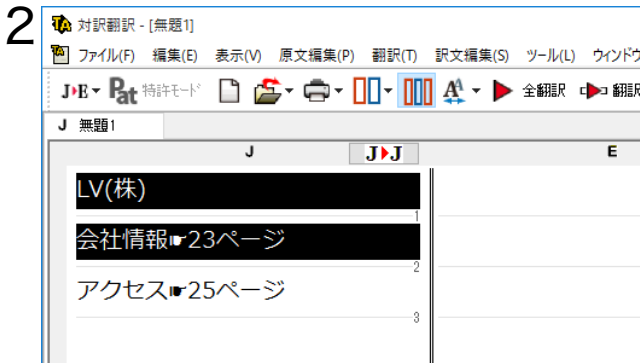 2
対訳翻訳 - [無題1]
ファイル(F) 編集(E) 表示(V) 原文編集(P) 翻訳(T) 訳文編集(S) ツール(L) ウィンドウ
J▶E Pat 特許モード 全翻訳 翻訳
J 無題1
J J▶J E
LV(株)
1
会社情報☛23ページ
2
アクセス☛25ページ
3